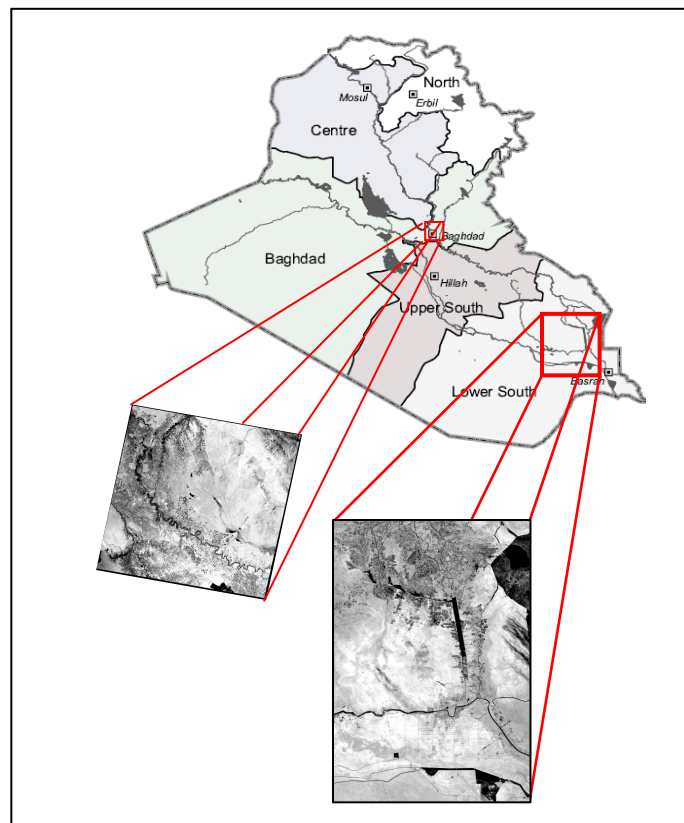 North
Mosul
Erbil
Centre
Baghdad
Baghdad
Hillah
Upper South
Lower South
Basrah